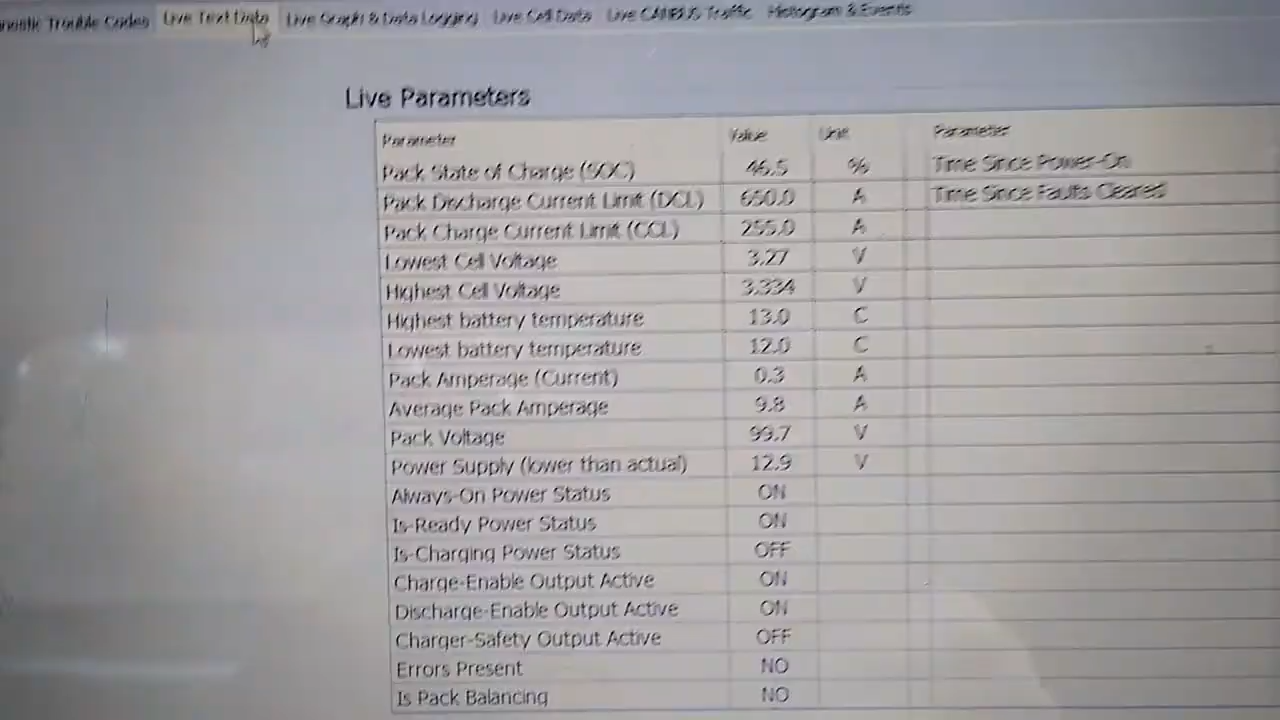 nostic Trouble Codes Live Text Data Live Graph & Data Logging Live Cell Data Live CANBUS Traffic Histogram & Events
Live Parameters
Parameter Value Unit Parameter
Pack State of Charge (SOC) 46.5 % Time Since Power-On
Pack Discharge Current Limit (DCL) 650.0 A Time Since Faults Cleared
Pack Charge Current Limit (CCL) 255.0 A
Lowest Cell Voltage 3.27 V
Highest Cell Voltage 3.334 V
Highest battery temperature 13.0 C
Lowest battery temperature 12.0 C
Pack Amperage (Current) 0.3 A
Average Pack Amperage 9.8 A
Pack Voltage 99.7 V
Power Supply (lower than actual) 12.9 V
Always-On Power Status ON
Is-Ready Power Status ON
Is-Charging Power Status OFF
Charge-Enable Output Active ON
Discharge-Enable Output Active ON
Charger-Safety Output Active OFF
Errors Present NO
Is Pack Balancing NO